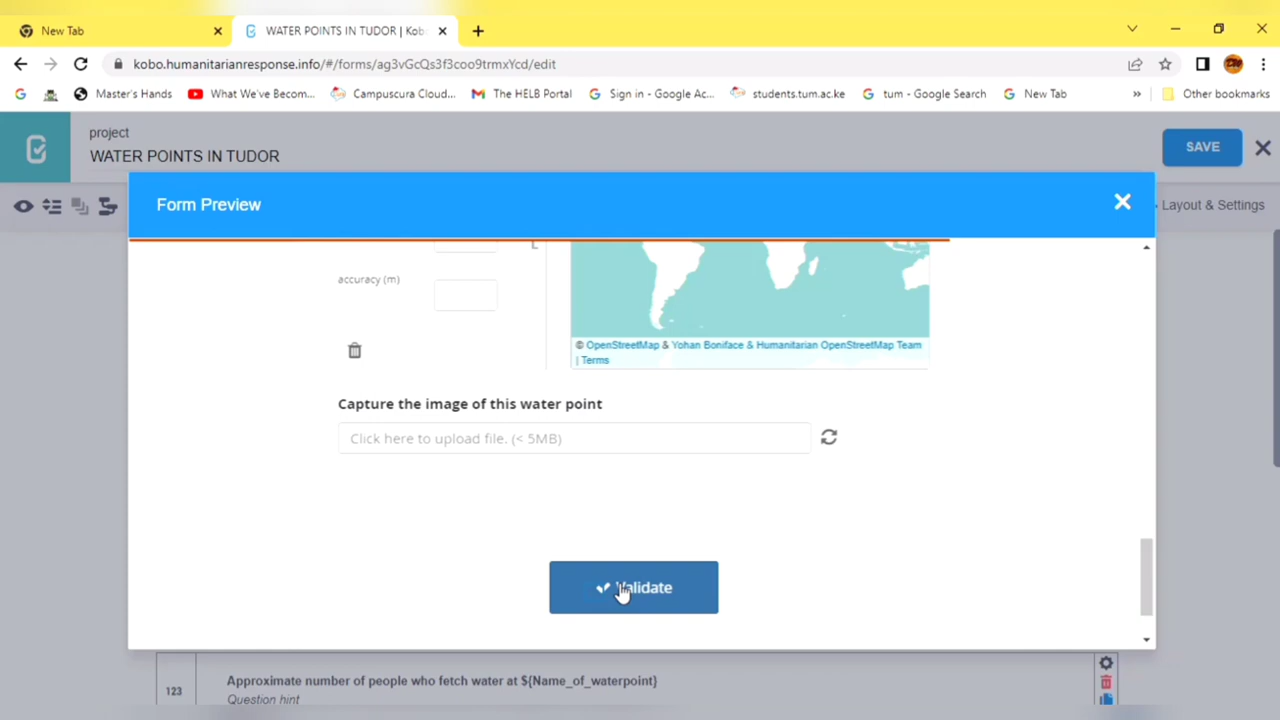 New Tab
WATER POINTS IN TUDOR | Kobo
kobo.humanitarianresponse.info/#/forms/ag3vGcQs3f3coo9trmxYcd/edit
Master's Hands
What We've Becom...
Campuscura Cloud...
The HELB Portal
Sign in - Google Ac...
students.tum.ac.ke
tum - Google Search
New Tab
»
Other bookmarks
project
WATER POINTS IN TUDOR
SAVE
Layout & Settings
Form Preview
accuracy (m)
© OpenStreetMap & Yohan Boniface & Humanitarian OpenStreetMap Team
| Terms
Capture the image of this water point
Click here to upload file. (< 5MB)
Validate
123
Approximate number of people who fetch water at ${Name_of_waterpoint}
Question hint